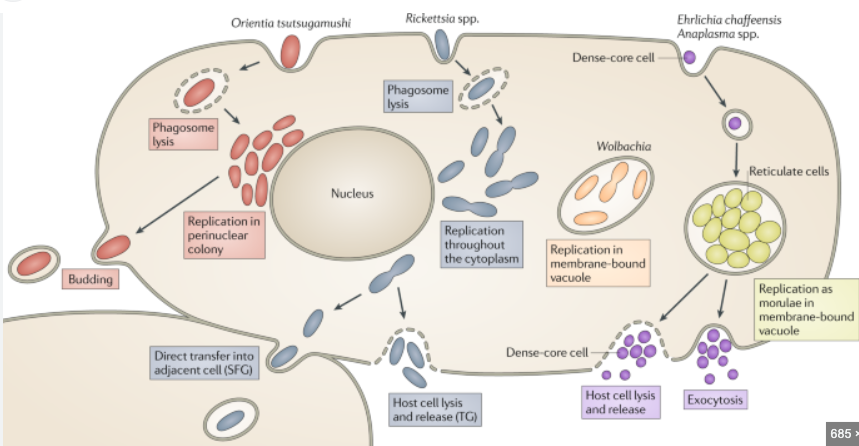 Orientia tsutsugamushi
Rickettsia spp.
Ehrlichia chaffeensis
Anaplasma spp.
Dense-core cell
Phagosome
lysis
Phagosome
lysis
Wolbachia
Reticulate cells
Nucleus
Replication in
perinuclear
colony
Replication
throughout
the cytoplasm
Replication in
membrane-bound
vacuole
Budding
Replication as
morulae in
membrane-bound
vacuole
Direct transfer into
adjacent cell (SFG)
Dense-core cell
Host cell lysis
and release (TG)
Host cell lysis
and release
Exocytosis